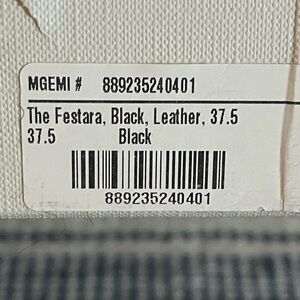 MGEMI # 889235240401
The Festara, Black, Leather, 37.5
37.5 Black
889235240401